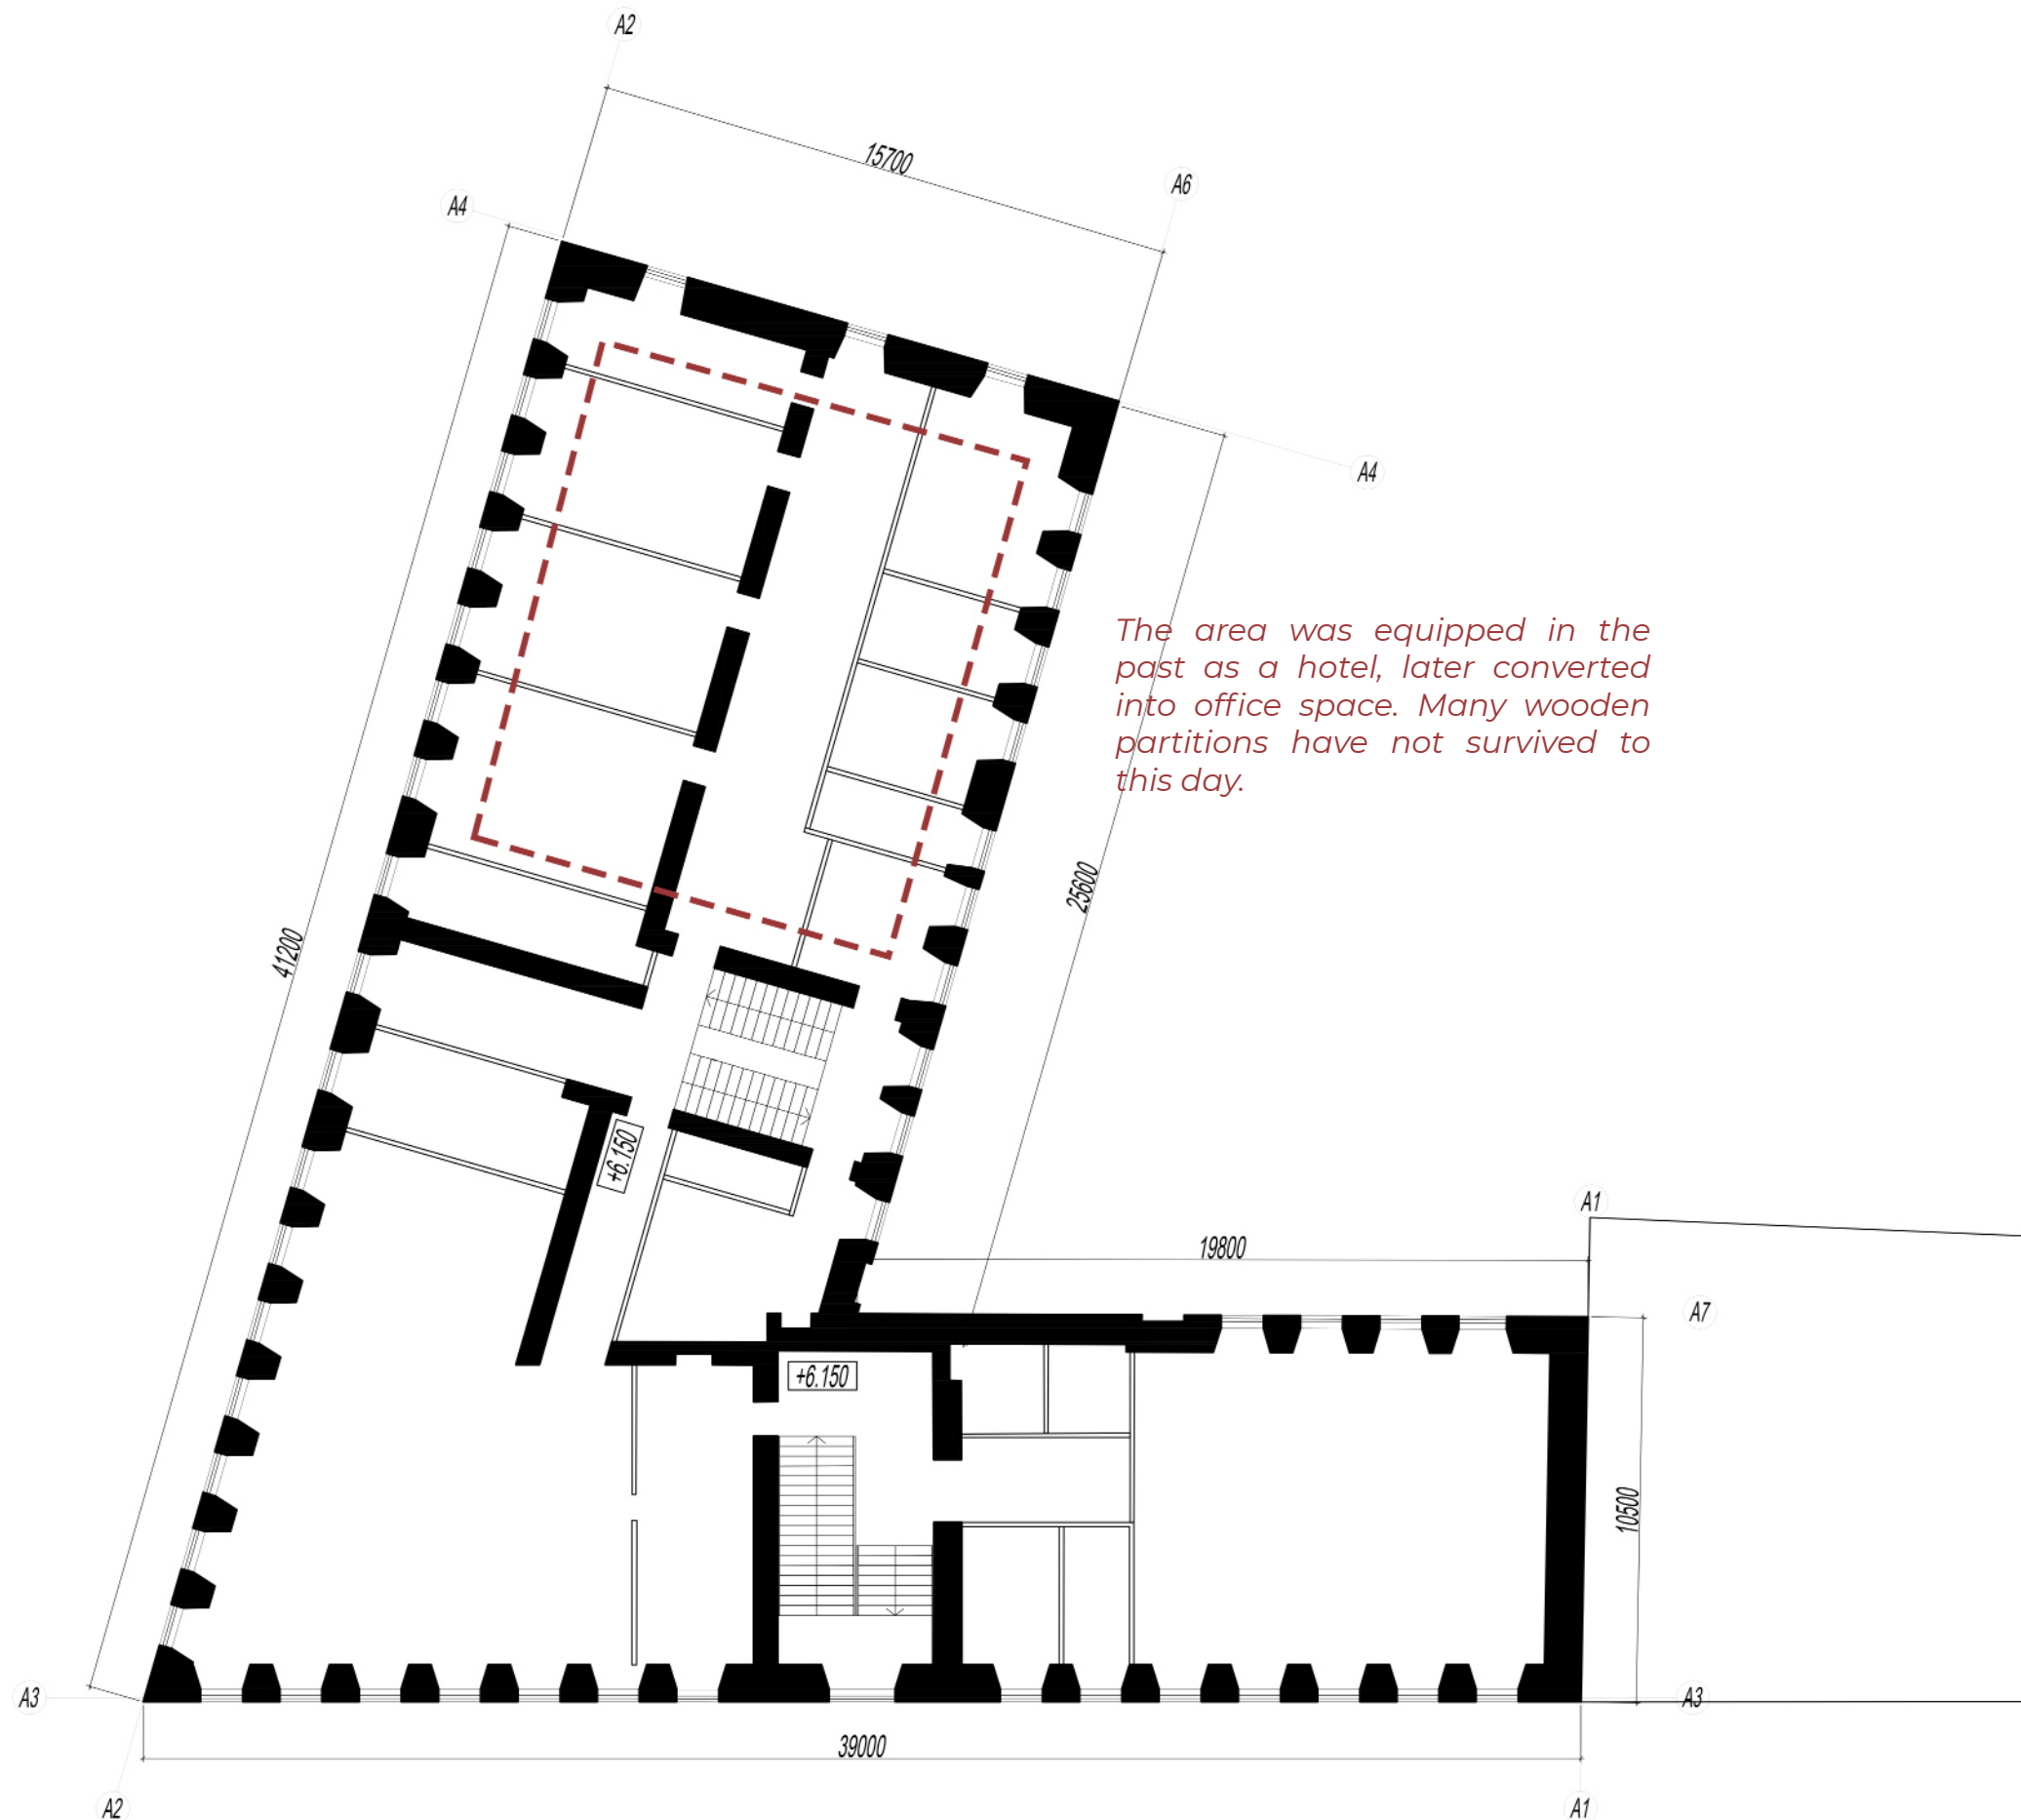 A2
15700
A6
A4
A4
The area was equipped in the
past as a hotel, later converted
into office space. Many wooden
partitions have not survived to
this day.
25600
41200
+6.150
A1
19800
A7
+6.150
10500
A3
A3
39000
A2
A1